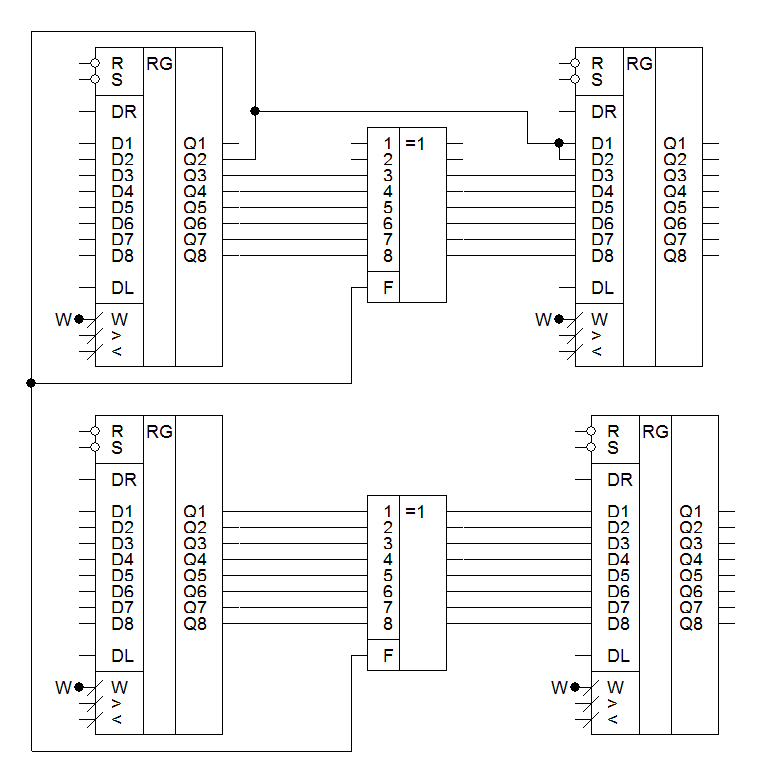 R RG R RG
S S
DR DR
D1 Q1 1 =1 D1 Q1
D2 Q2 2 D2 Q2
D3 Q3 3 D3 Q3
D4 Q4 4 D4 Q4
D5 Q5 5 D5 Q5
D6 Q6 6 D6 Q6
D7 Q7 7 D7 Q7
D8 Q8 8 D8 Q8
DL F DL
W W W W
> >
< <
R RG R RG
S S
DR DR
D1 Q1 1 =1 D1 Q1
D2 Q2 2 D2 Q2
D3 Q3 3 D3 Q3
D4 Q4 4 D4 Q4
D5 Q5 5 D5 Q5
D6 Q6 6 D6 Q6
D7 Q7 7 D7 Q7
D8 Q8 8 D8 Q8
DL F DL
W W W W
> >
< <